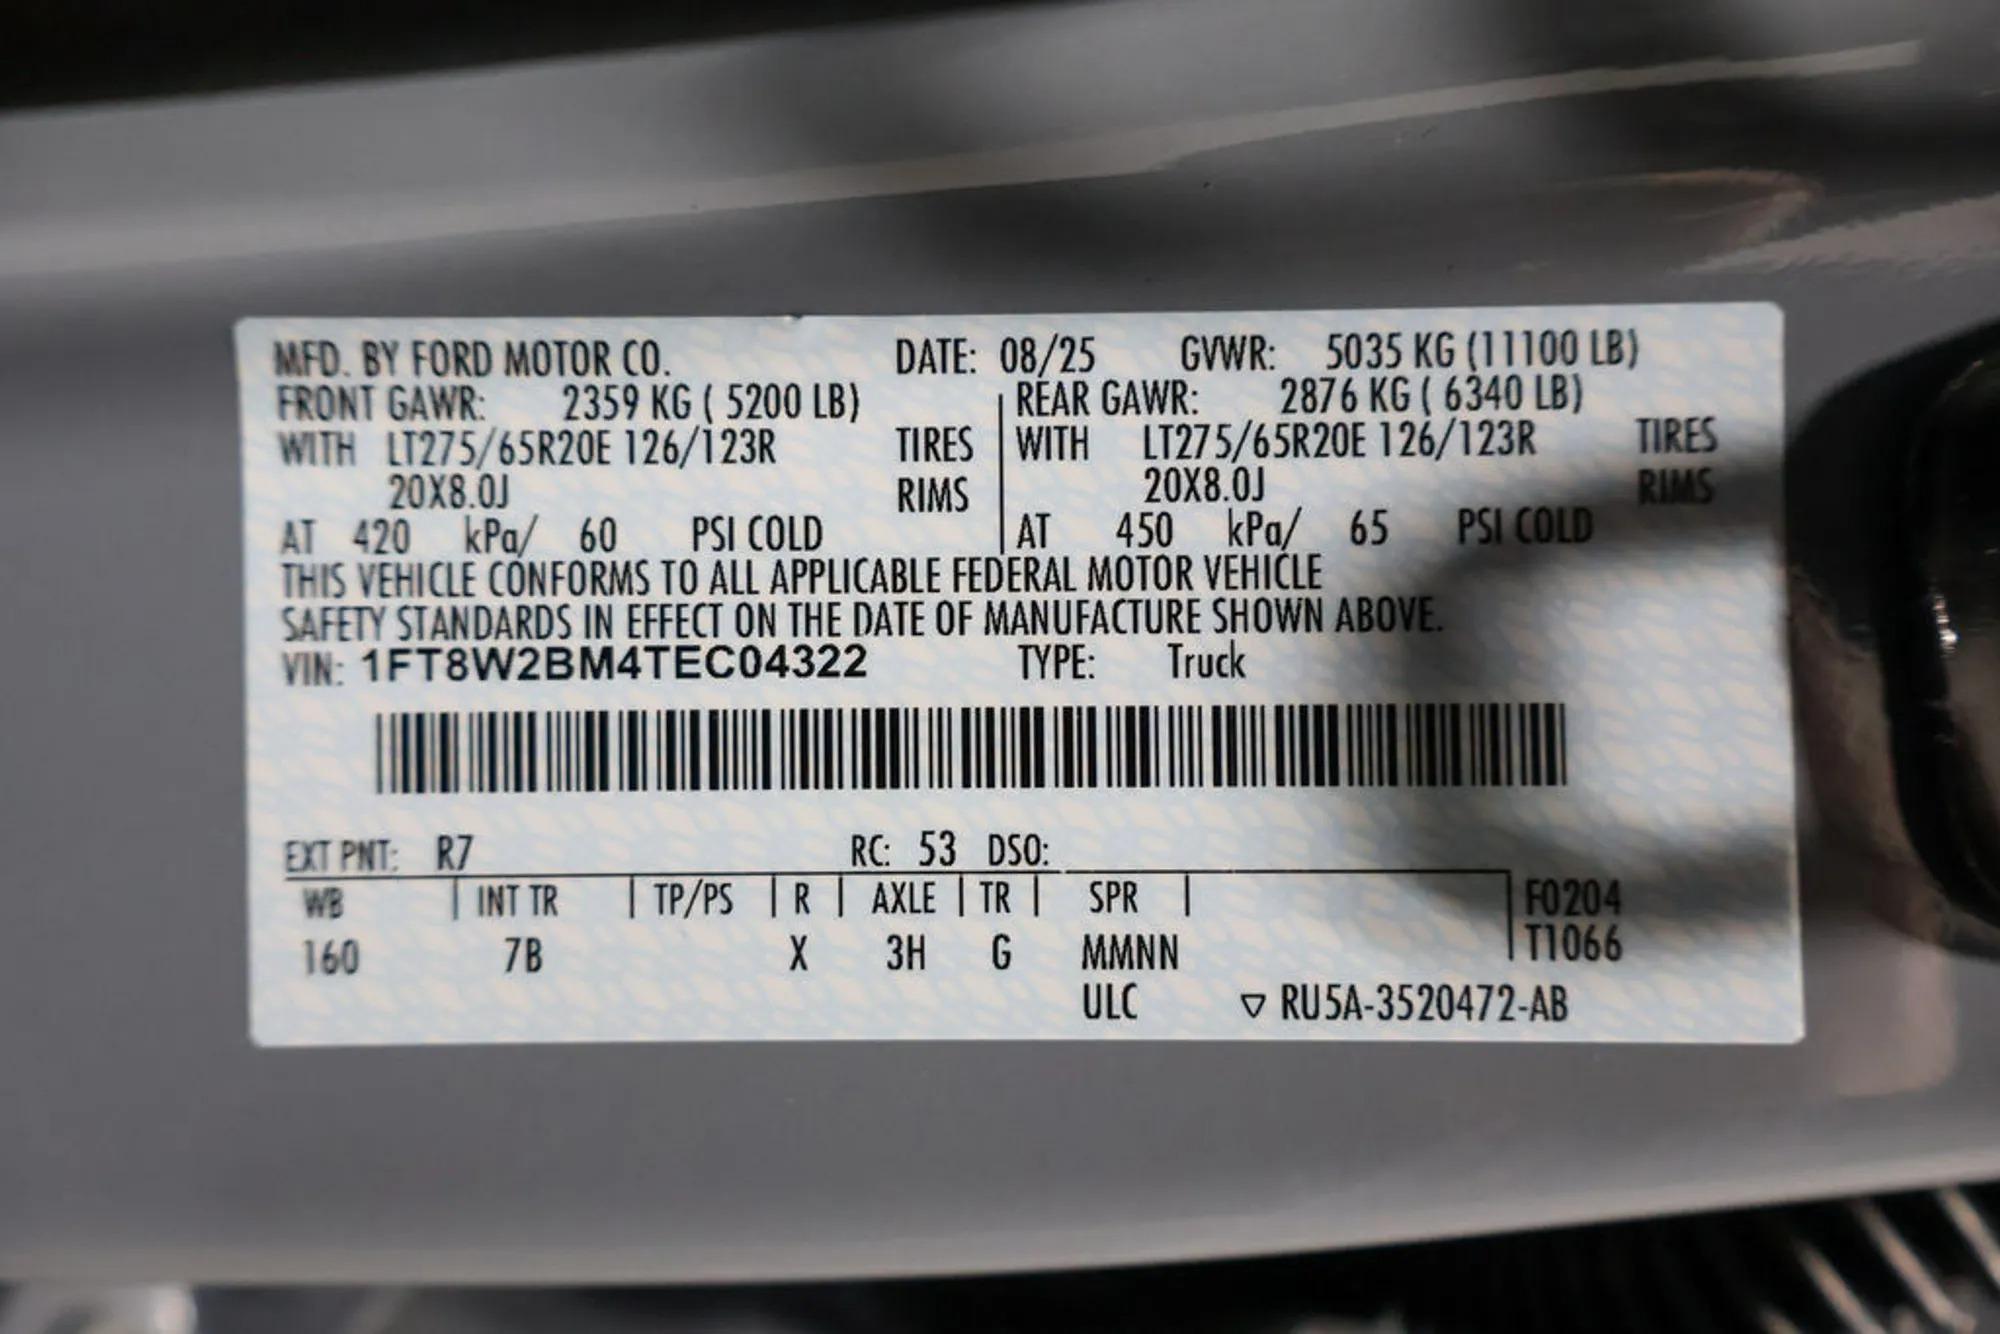 MFD. BY FORD MOTOR CO. DATE: 08/25 GVWR: 5035 KG (11100 LB)
FRONT GAWR: 2359 KG ( 5200 LB) REAR GAWR: 2876 KG ( 6340 LB)
WITH LT275/65R20E 126/123R TIRES WITH LT275/65R20E 126/123R TIRES
20X8.0J RIMS 20X8.0J RIMS
AT 420 kPa/ 60 PSI COLD AT 450 kPa/ 65 PSI COLD
THIS VEHICLE CONFORMS TO ALL APPLICABLE FEDERAL MOTOR VEHICLE
SAFETY STANDARDS IN EFFECT ON THE DATE OF MANUFACTURE SHOWN ABOVE.
VIN: 1FT8W2BM4TEC04322 TYPE: Truck
EXT PNT: R7 RC: 53 DSO:
WB INT TR TP/PS R AXLE TR SPR F0204
160 7B X 3H G MMNN T1066
ULC ▽ RU5A-3520472-AB